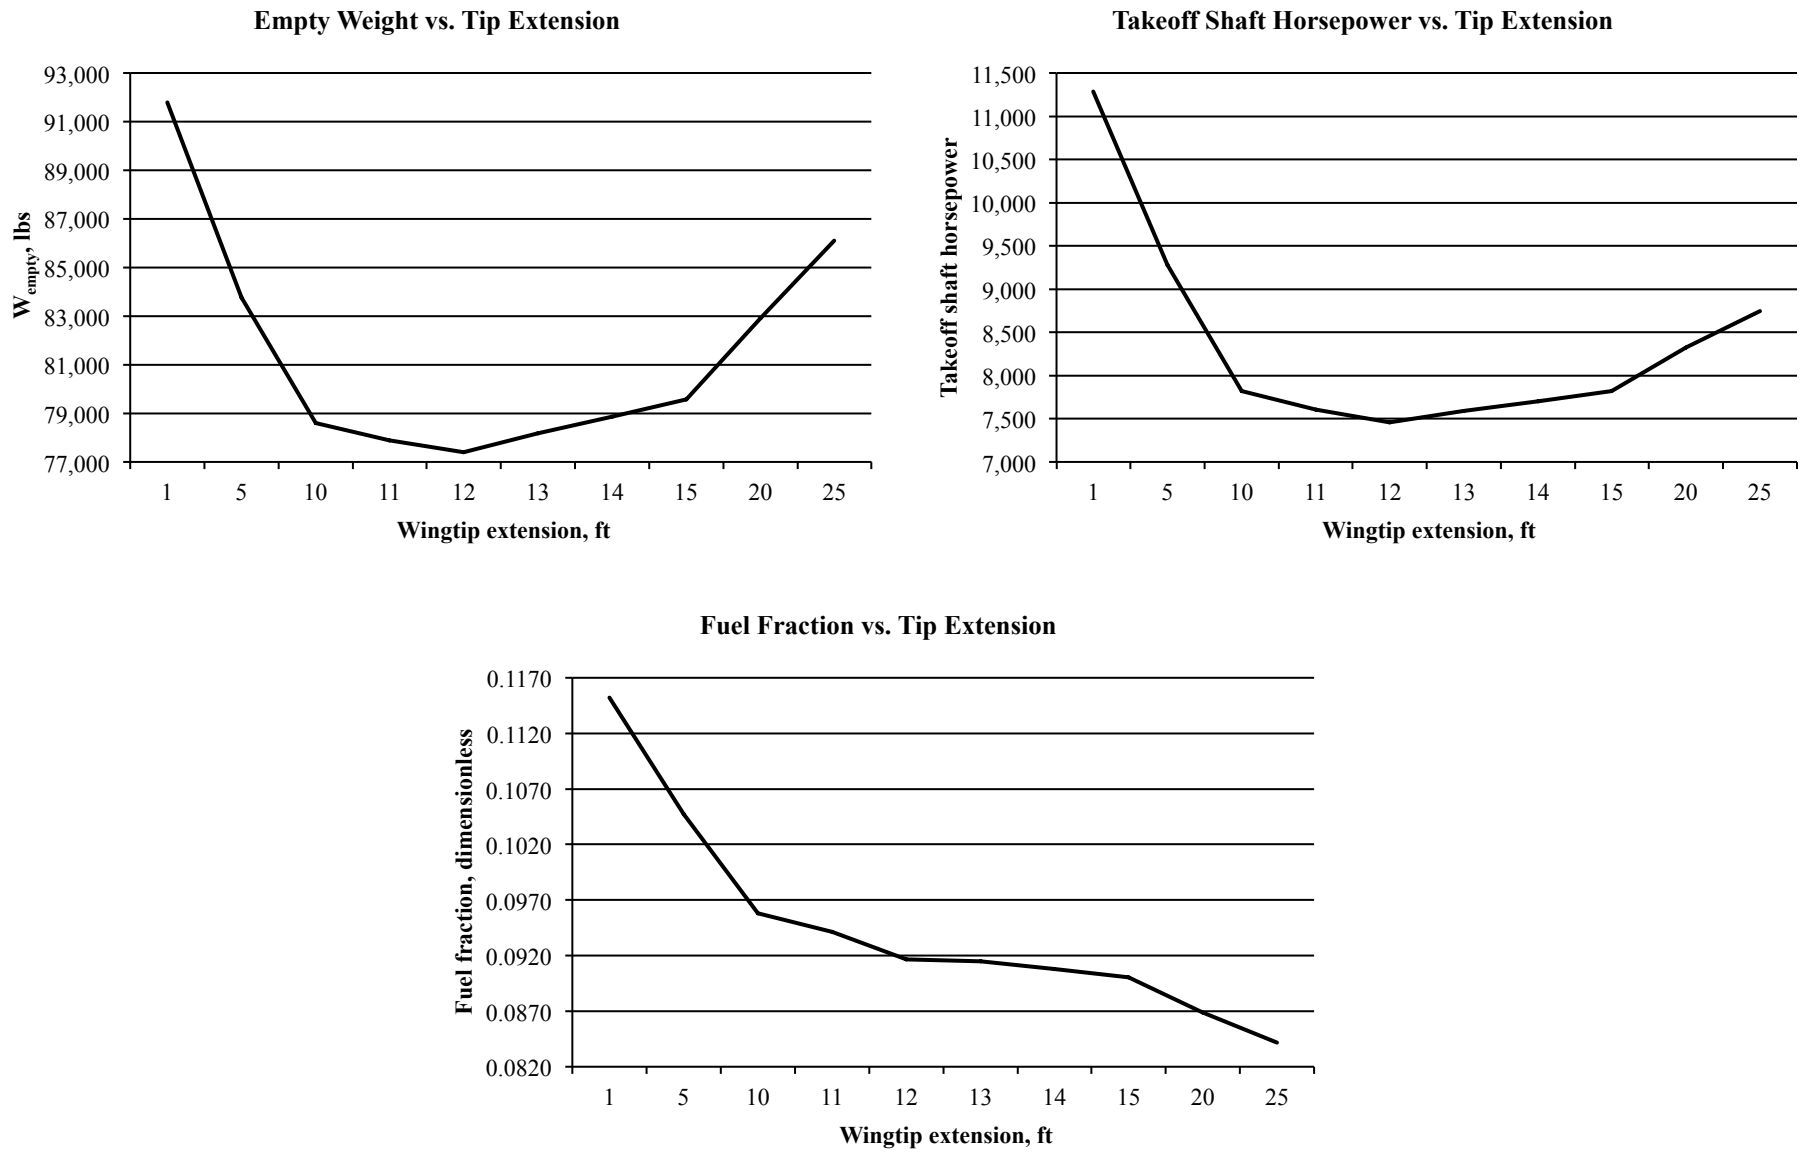 Empty Weight vs. Tip Extension
93,000
91,000
89,000
87,000
85,000
83,000
81,000
79,000
77,000
Wempty, lbs
1 5 10 11 12 13 14 15 20 25
Wingtip extension, ft
Takeoff Shaft Horsepower vs. Tip Extension
11,500
11,000
10,500
10,000
9,500
9,000
8,500
8,000
7,500
7,000
Takeoff shaft horsepower
1 5 10 11 12 13 14 15 20 25
Wingtip extension, ft
Fuel Fraction vs. Tip Extension
0.1170
0.1120
0.1070
0.1020
0.0970
0.0920
0.0870
0.0820
Fuel fraction, dimensionless
1 5 10 11 12 13 14 15 20 25
Wingtip extension, ft